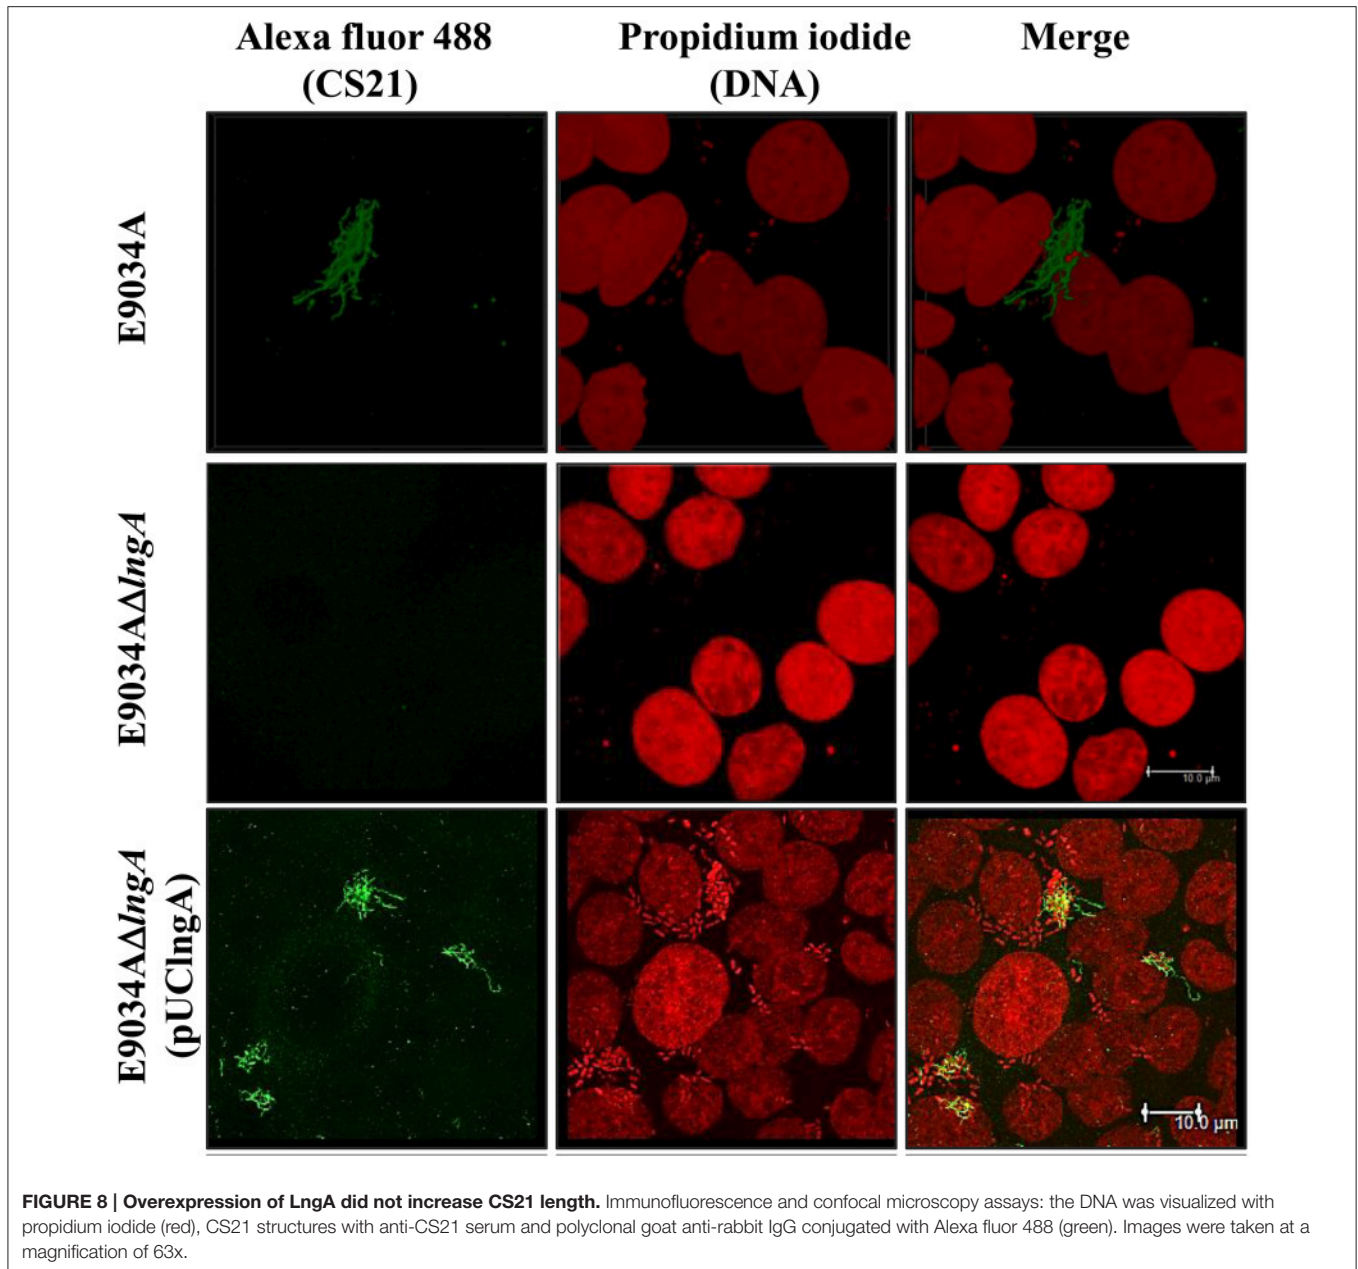 Alexa fluor 488 Propidium iodide Merge
(CS21) (DNA)
E9034A
E9034AΔlngA
10.0 µm
E9034AΔlngA
(pUClngA)
10.0 µm
FIGURE 8 | Overexpression of LngA did not increase CS21 length. Immunofluorescence and confocal microscopy assays: the DNA was visualized with
propidium iodide (red), CS21 structures with anti-CS21 serum and polyclonal goat anti-rabbit IgG conjugated with Alexa fluor 488 (green). Images were taken at a
magnification of 63x.